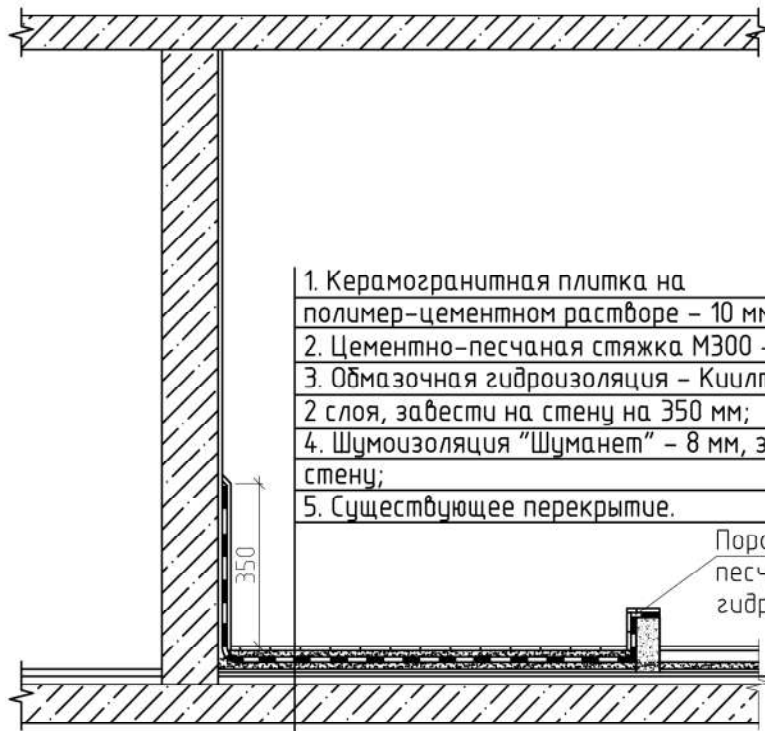 1. Керамогранитная плитка на
полимер-цементном растворе – 10 мм
2. Цементно-песчаная стяжка М300 –
3. Обмазочная гидроизоляция –
2 слоя, завести на стену на 350 мм;
4. Шумоизоляция "Шуманет" – 8 мм,
стену;
5. Существующее перекрытие.
350